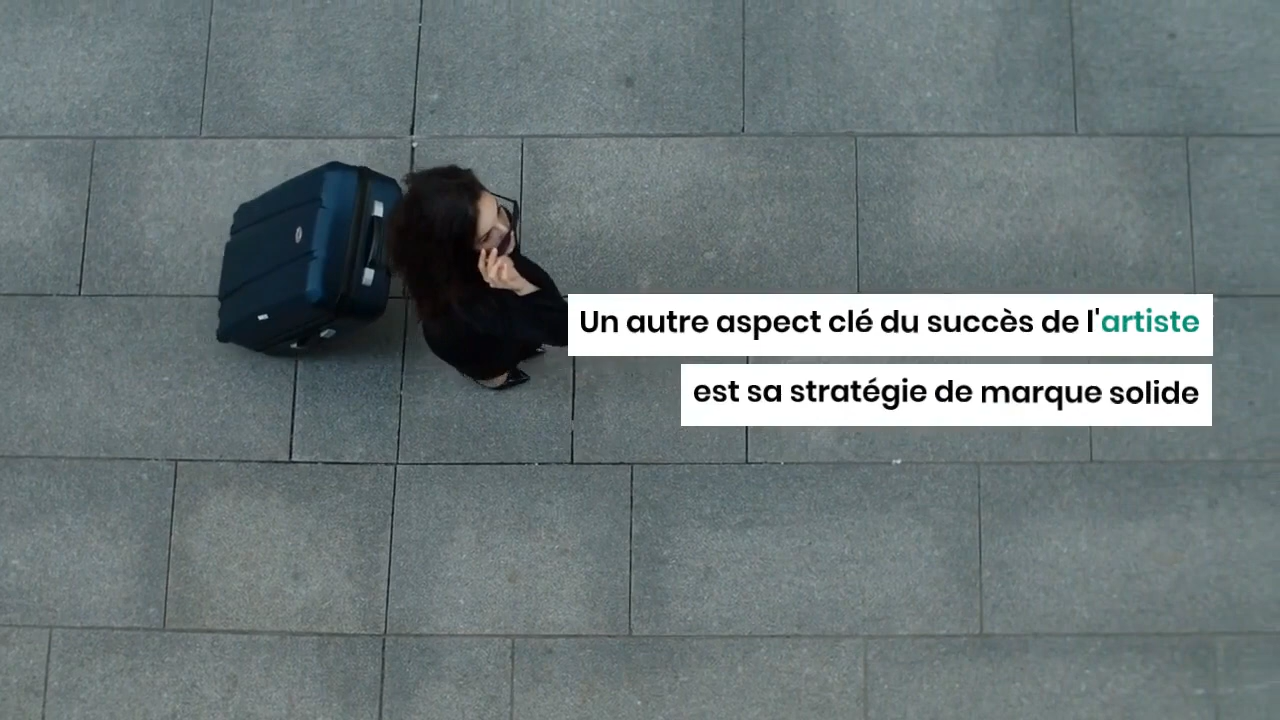 Un autre aspect clé du succès de l'artiste
est sa stratégie de marque solide